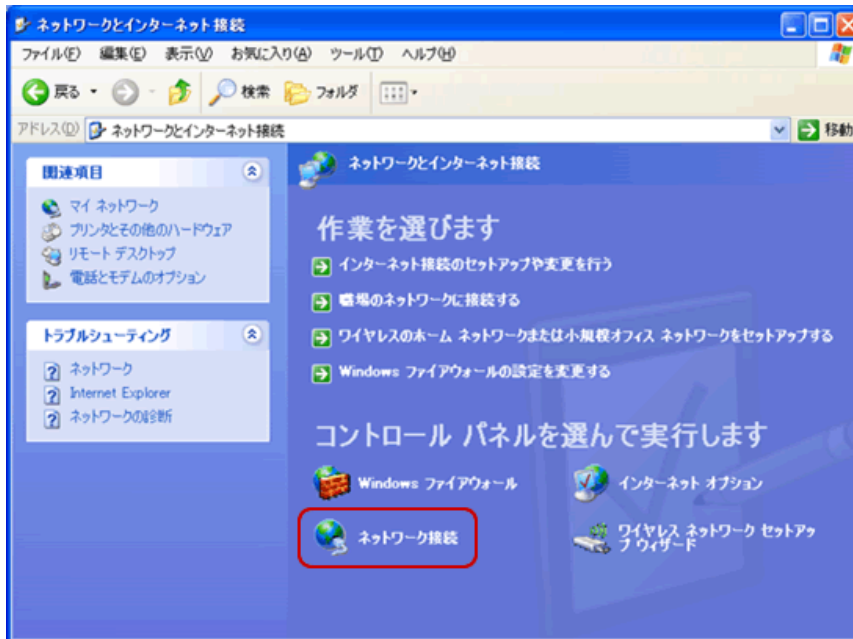 ネットワークとインターネット接続
ファイル(F) 編集(E) 表示(V) お気に入り(A) ツール(T) ヘルプ(H)
戻る 検索 フォルダ
アドレス(D) ネットワークとインターネット接続 移動
関連項目
マイ ネットワーク
プリンタとその他のハードウェア
リモート デスクトップ
電話とモデムのオプション
トラブルシューティング
ネットワーク
Internet Explorer
ネットワークの診断
ネットワークとインターネット接続
作業を選びます
インターネット接続のセットアップや変更を行う
職場のネットワークに接続する
ワイヤレスのホーム ネットワークまたは小規模オフィス ネットワークをセットアップする
Windows ファイアウォールの設定を変更する
コントロール パネルを選んで実行します
Windows ファイアウォール
インターネット オプション
ネットワーク接続
ワイヤレス ネットワーク セットアッ
プ ウィザード